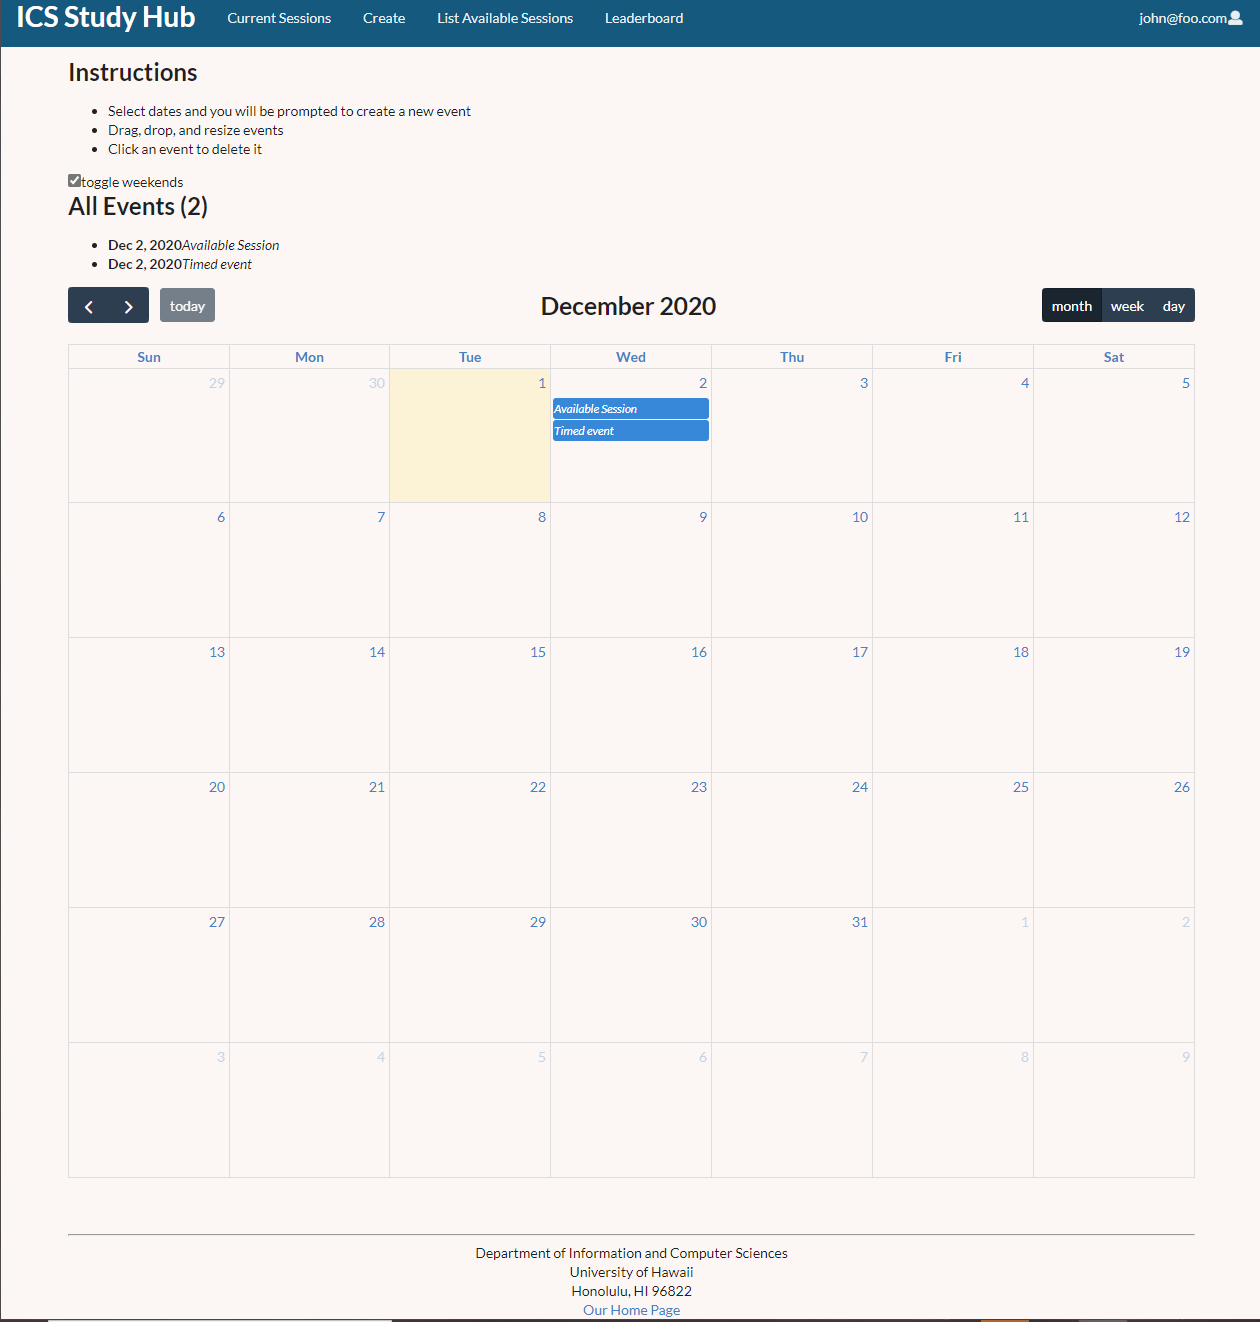 ICS Study Hub Current Sessions Create List Available Sessions Leaderboard john@foo.com
Instructions
Select dates and you will be prompted to create a new event
Drag, drop, and resize events
Click an event to delete it
toggle weekends
All Events (2)
Dec 2, 2020Available Session
Dec 2, 2020Timed event
today December 2020 month week day
Sun Mon Tue Wed Thu Fri Sat
29 30 1 2 3 4 5
Available Session
Timed event
6 7 8 9 10 11 12
13 14 15 16 17 18 19
20 21 22 23 24 25 26
27 28 29 30 31 1 2
3 4 5 6 7 8 9
Department of Information and Computer Sciences
University of Hawaii
Honolulu, HI 96822
Our Home Page